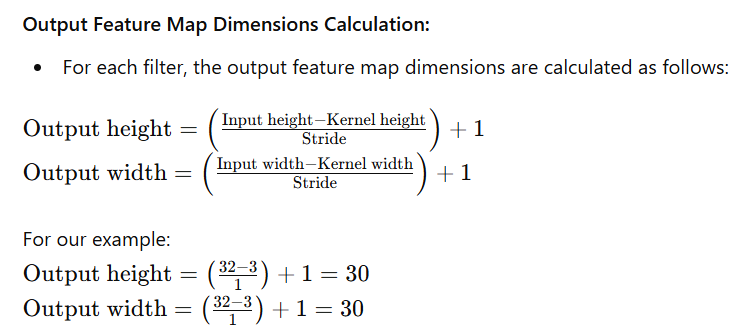 Output Feature Map Dimensions Calculation:
• For each filter, the output feature map dimensions are calculated as follows:
Output height = (Input height−Kernel height / Stride) + 1
Output width = (Input width−Kernel width / Stride) + 1
For our example:
Output height = (32−3 / 1) + 1 = 30
Output width = (32−3 / 1) + 1 = 30